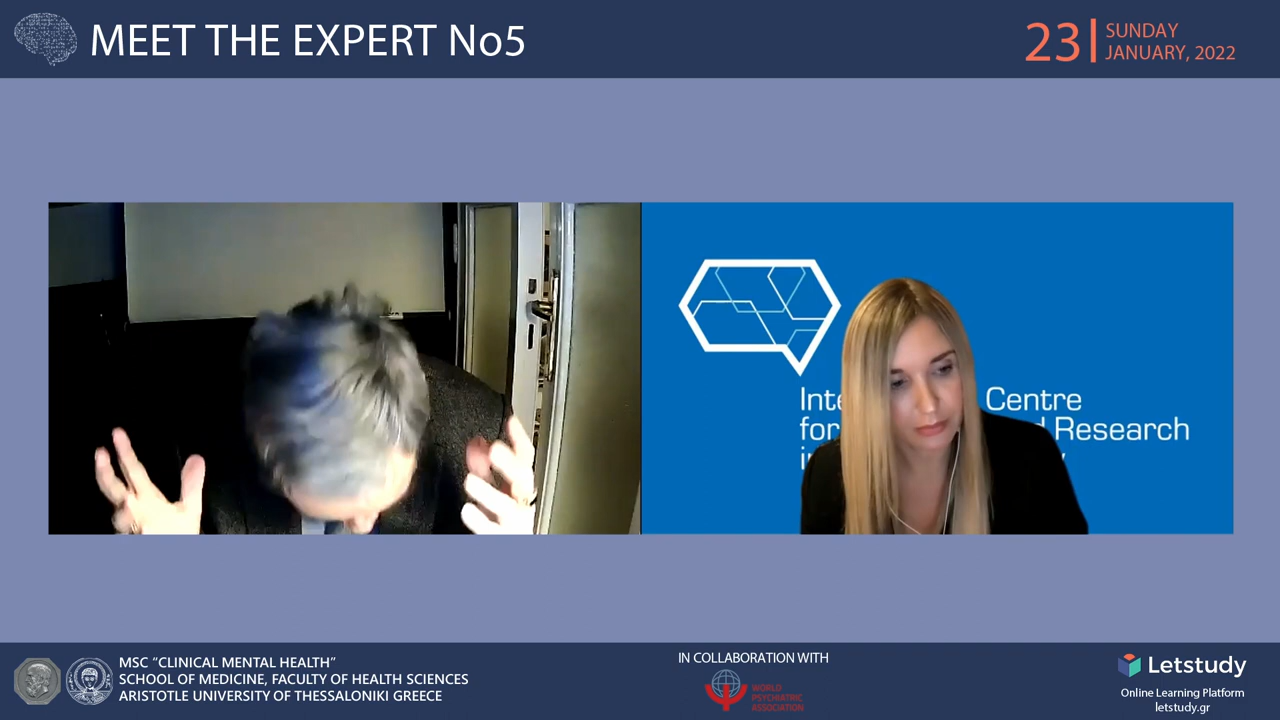 MEET THE EXPERT No5
23
SUNDAY
JANUARY, 2022
Centre
for
Research
MSC “CLINICAL MENTAL HEALTH”
SCHOOL OF MEDICINE, FACULTY OF HEALTH SCIENCES
ARISTOTLE UNIVERSITY OF THESSALONIKI GREECE
IN COLLABORATION WITH
WORLD
PSYCHIATRIC
ASSOCIATION
Letstudy
Online Learning Platform
letstudy.gr